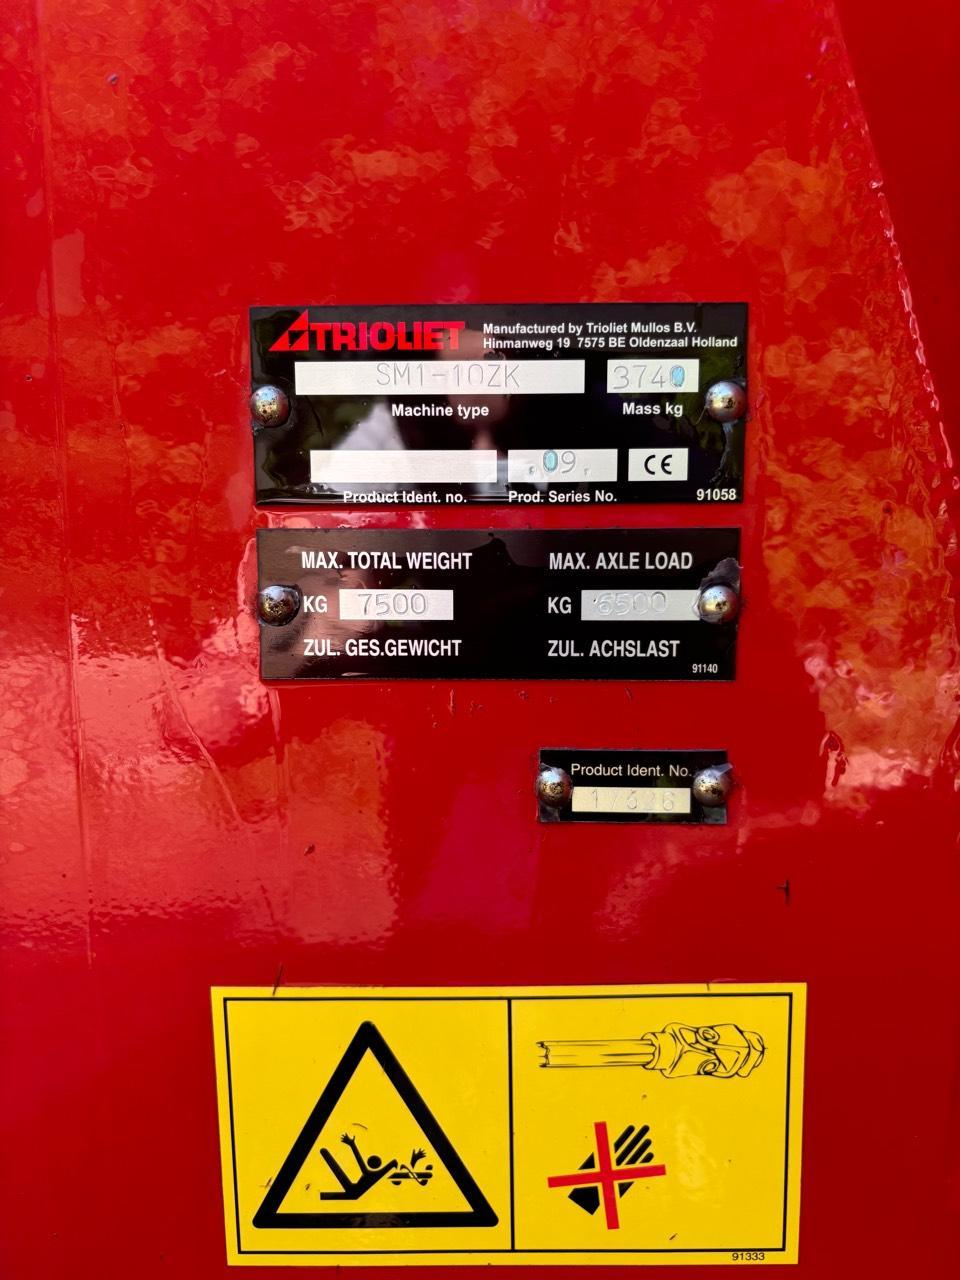 TRIOLIET
Manufactured by Trioliet Mullos B.V.
Hinmanweg 19 7575 BE Oldenzaal Holland
SM1-10ZK 3740
Machine type Mass kg
.09. CE
Product Ident. no. Prod. Series No. 91058
MAX. TOTAL WEIGHT MAX. AXLE LOAD
KG 7500 KG 6500
ZUL. GES.GEWICHT ZUL. ACHSLAST
91140
Product Ident. No.
91333